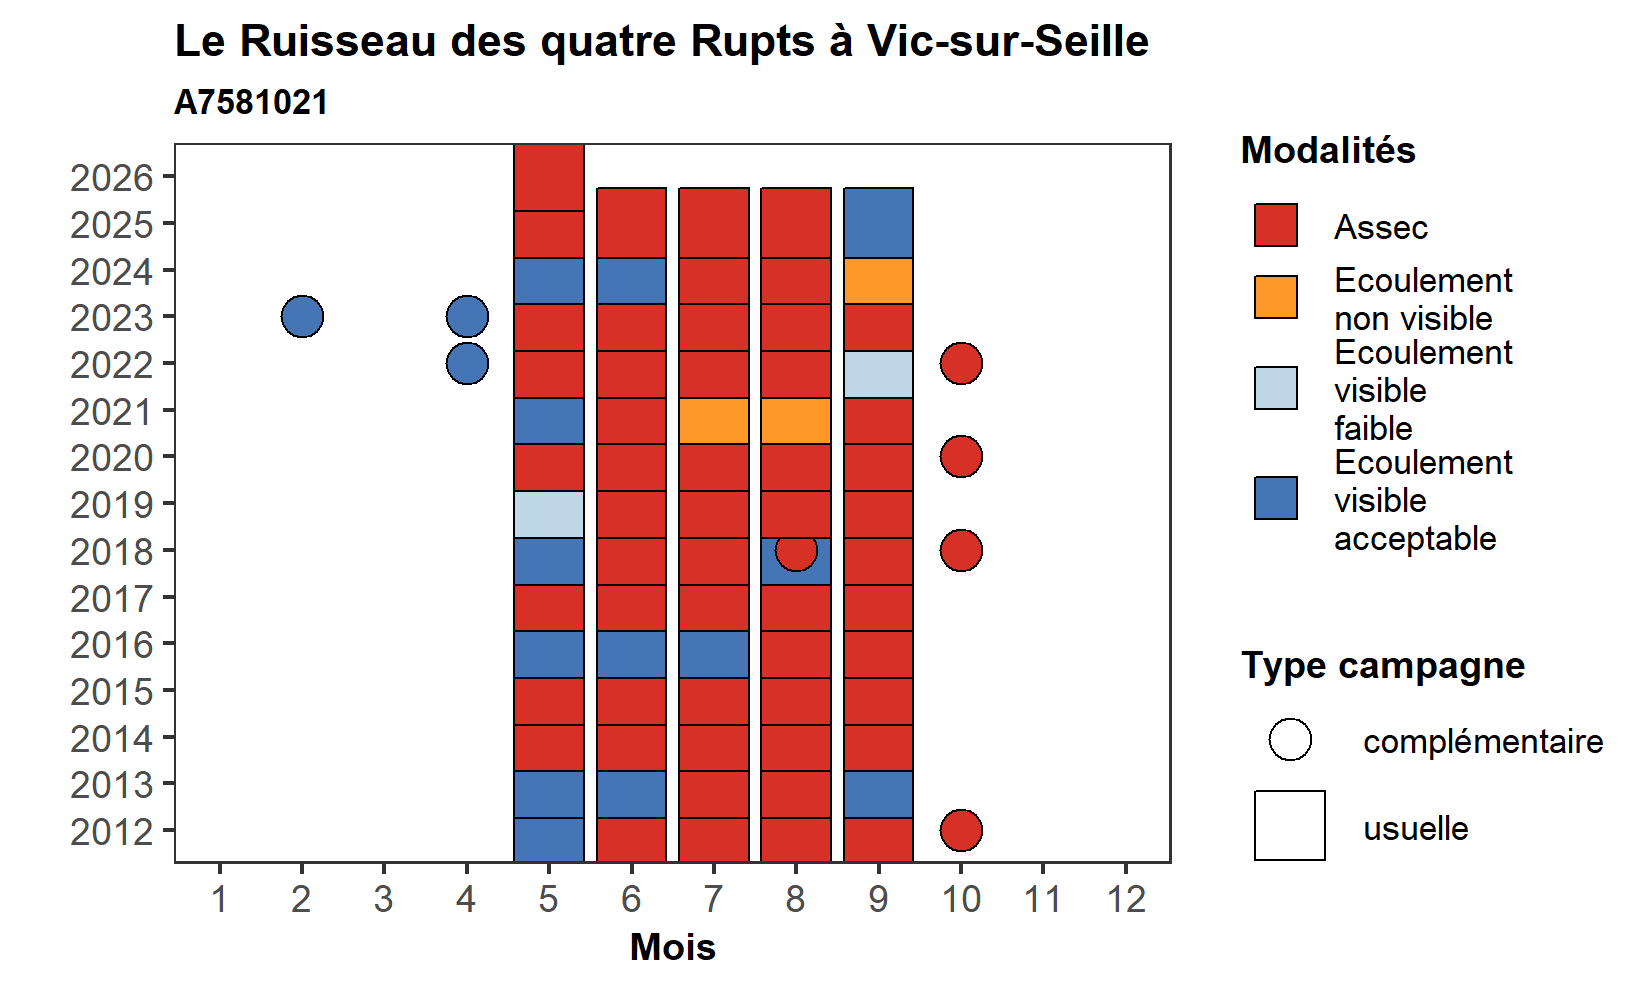 Le Ruisseau des quatre Rupts à Vic-sur-Seille
A7581021
2026
2025
2024
2023
2022
2021
2020
2019
2018
2017
2016
2015
2014
2013
2012
1 2 3 4 5 6 7 8 9 10 11 12
Mois
Modalités
Assec
Ecoulement
non visible
Ecoulement
visible
faible
Ecoulement
visible
acceptable
Type campagne
complémentaire
usuelle